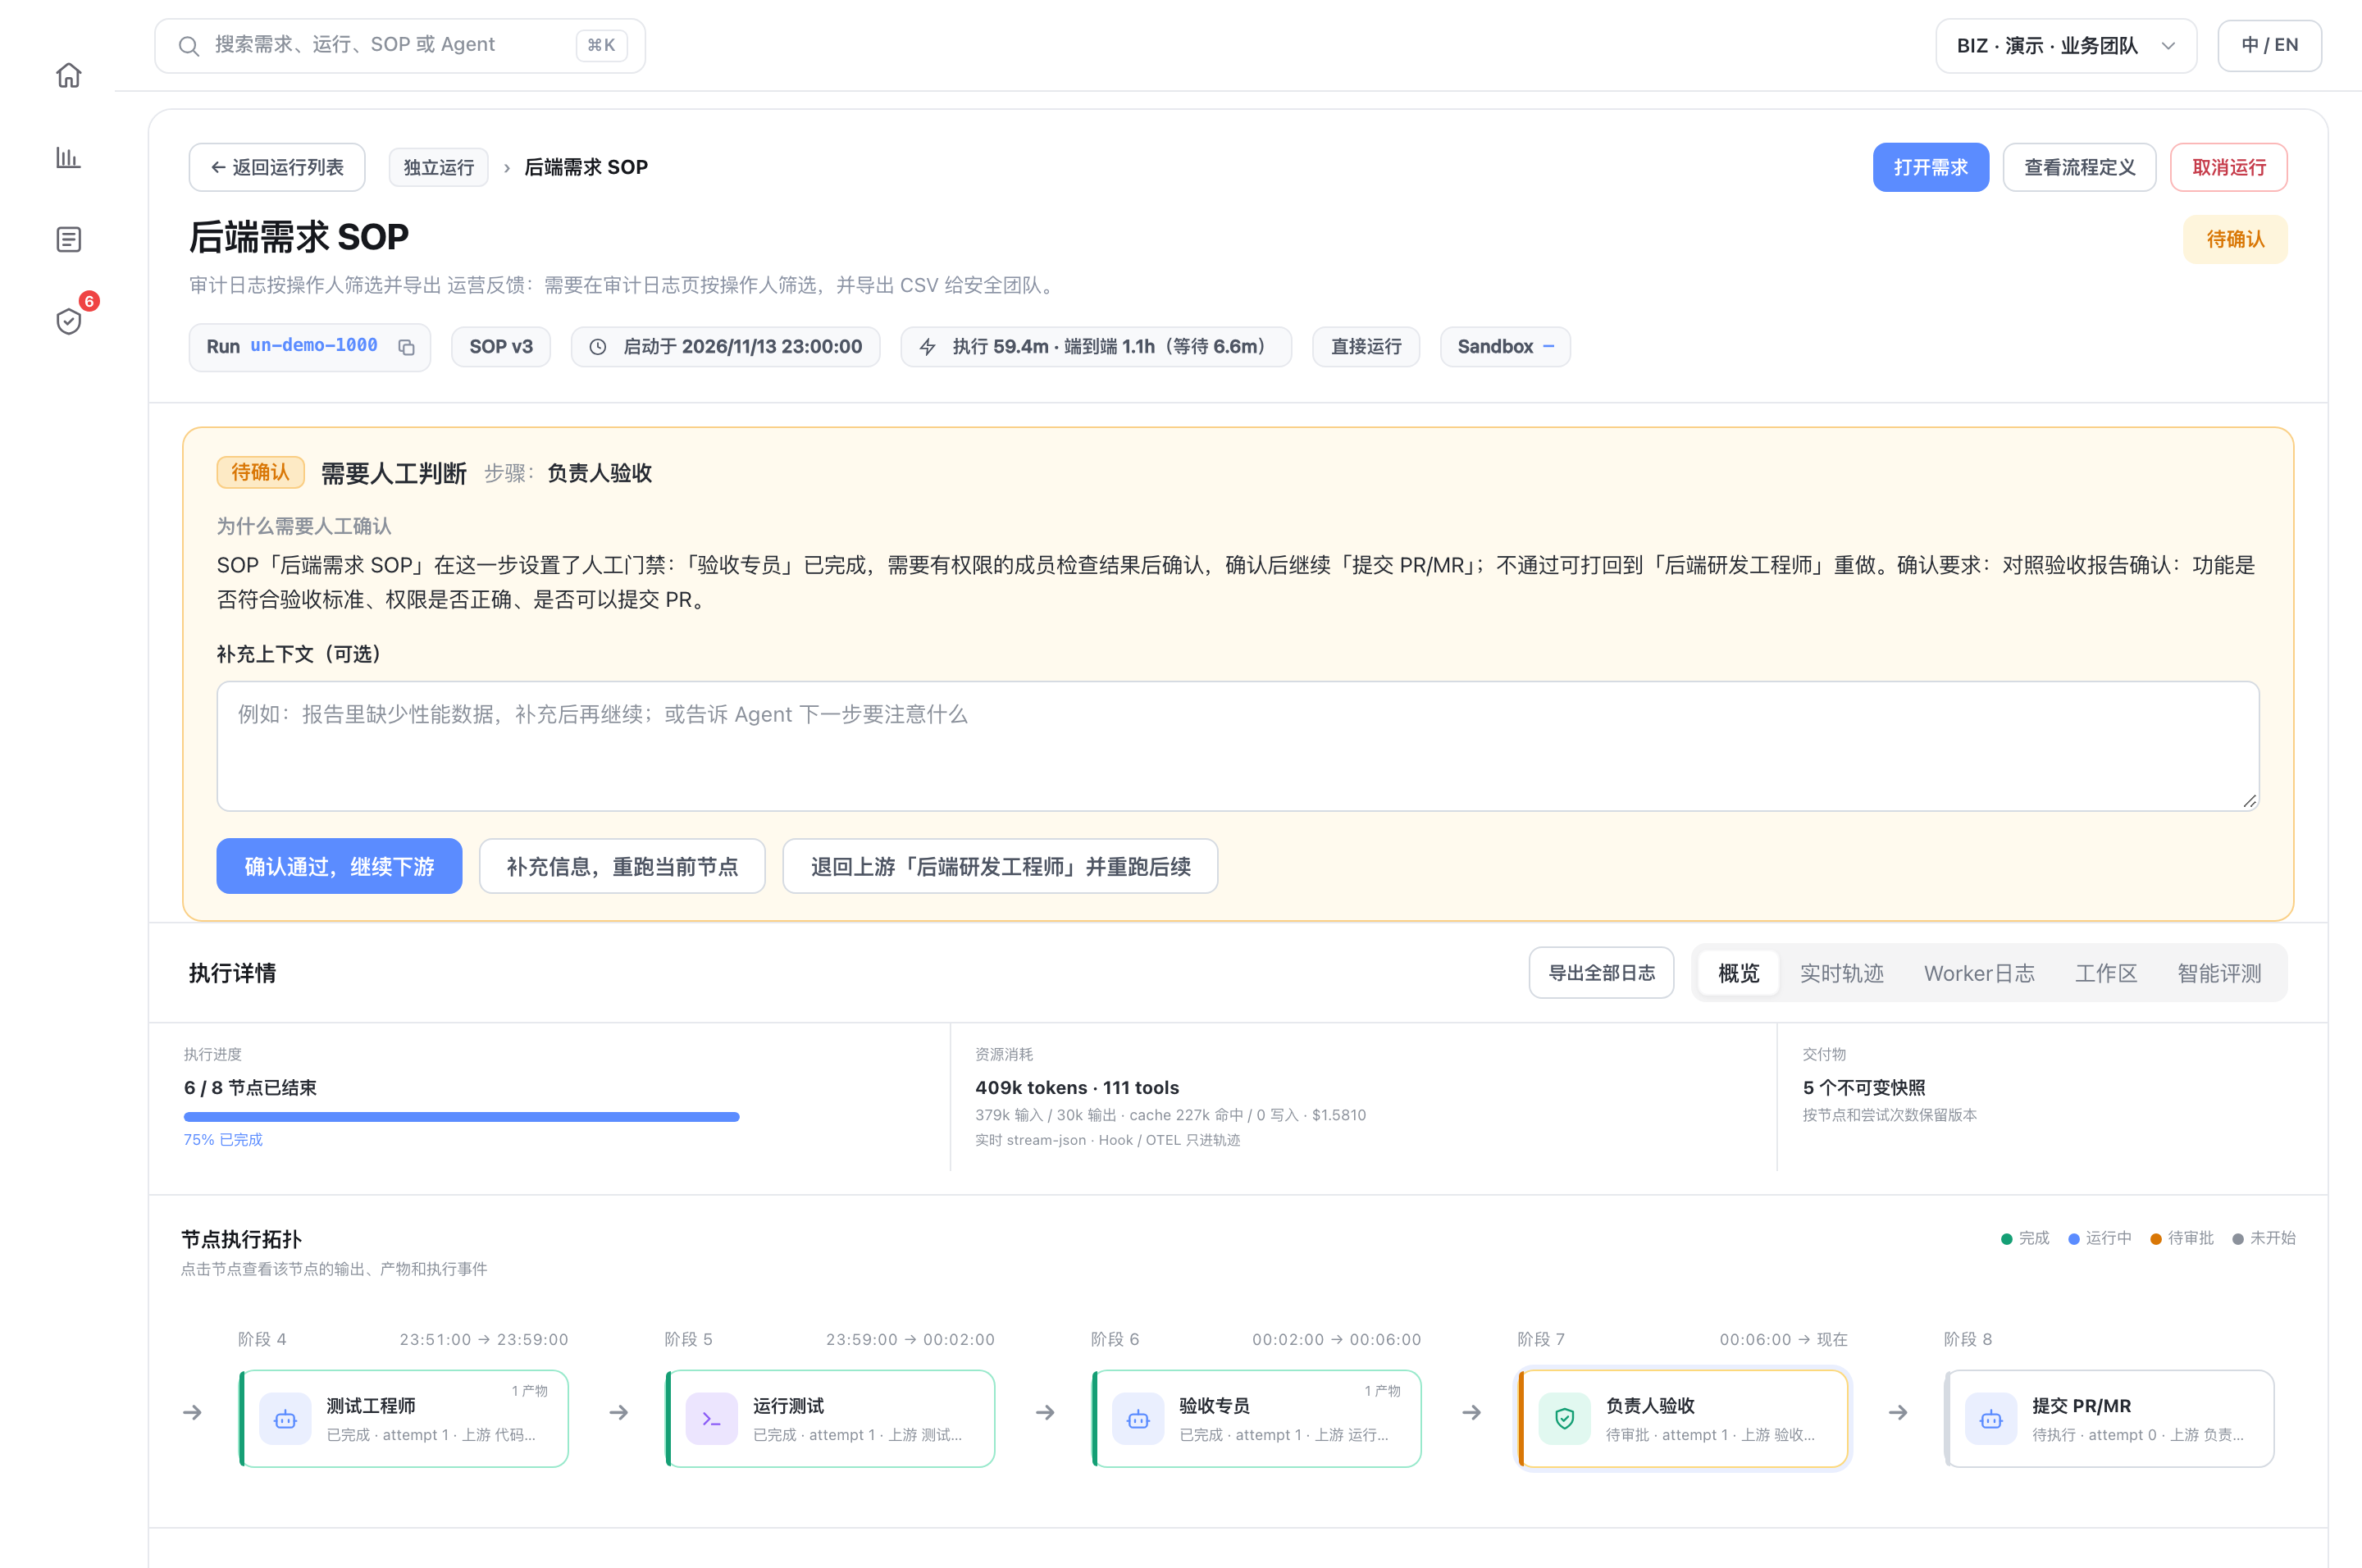 搜索需求、运行、SOP 或 Agent
⌘K
BIZ · 演示 · 业务团队
中 / EN
6
← 返回运行列表
独立运行
›
后端需求 SOP
打开需求
查看流程定义
取消运行
后端需求 SOP
待确认
审计日志按操作人筛选并导出 运营反馈：需要在审计日志页按操作人筛选，并导出 CSV 给安全团队。
Run un-demo-1000
SOP v3
启动于 2026/11/13 23:00:00
执行 59.4m · 端到端 1.1h（等待 6.6m）
直接运行
Sandbox –
待确认
需要人工判断
步骤：负责人验收
为什么需要人工确认
SOP「后端需求 SOP」在这一步设置了人工门禁：「验收专员」已完成，需要有权限的成员检查结果后确认，确认后继续「提交 PR/MR」；不通过可打回到「后端研发工程师」重做。确认要求：对照验收报告确认：功能是
否符合验收标准、权限是否正确、是否可以提交 PR。
补充上下文（可选）
例如：报告里缺少性能数据，补充后再继续；或告诉 Agent 下一步要注意什么
确认通过，继续下游
补充信息，重跑当前节点
退回上游「后端研发工程师」并重跑后续
执行详情
导出全部日志
概览
实时轨迹
Worker日志
工作区
智能评测
执行进度
6 / 8 节点已结束
75% 已完成
资源消耗
409k tokens · 111 tools
379k 输入 / 30k 输出 · cache 227k 命中 / 0 写入 · $1.5810
实时 stream-json · Hook / OTEL 只进轨迹
交付物
5 个不可变快照
按节点和尝试次数保留版本
节点执行拓扑
点击节点查看该节点的输出、产物和执行事件
完成
运行中
待审批
未开始
阶段 4
23:51:00 → 23:59:00
1 产物
测试工程师
已完成 · attempt 1 · 上游 代码...
阶段 5
23:59:00 → 00:02:00
运行测试
已完成 · attempt 1 · 上游 测试...
阶段 6
00:02:00 → 00:06:00
1 产物
验收专员
已完成 · attempt 1 · 上游 运行...
阶段 7
00:06:00 → 现在
负责人验收
待审批 · attempt 1 · 上游 验收...
阶段 8
提交 PR/MR
待执行 · attempt 0 · 上游 负责...